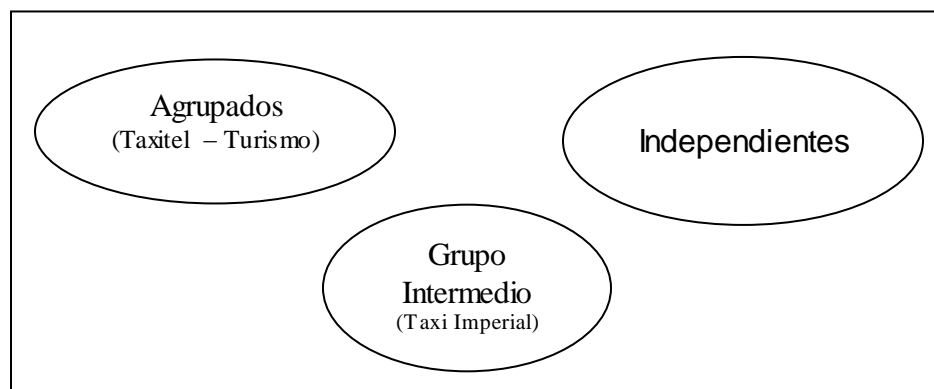 Agrupados
(Taxitel – Turismo)
Independientes
Grupo
Intermedio
(Taxi Imperial)